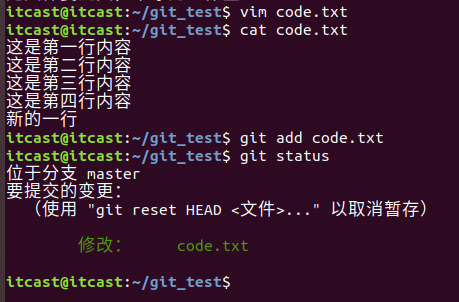 itcast@itcast:~/git_test$ vim code.txt
itcast@itcast:~/git_test$ cat code.txt
这是第一行内容
这是第二行内容
这是第三行内容
这是第四行内容
新的一行
itcast@itcast:~/git_test$ git add code.txt
itcast@itcast:~/git_test$ git status
位于分支 master
要提交的变更：
（使用 "git reset HEAD <文件>..." 以取消暂存）
修改： code.txt
itcast@itcast:~/git_test$